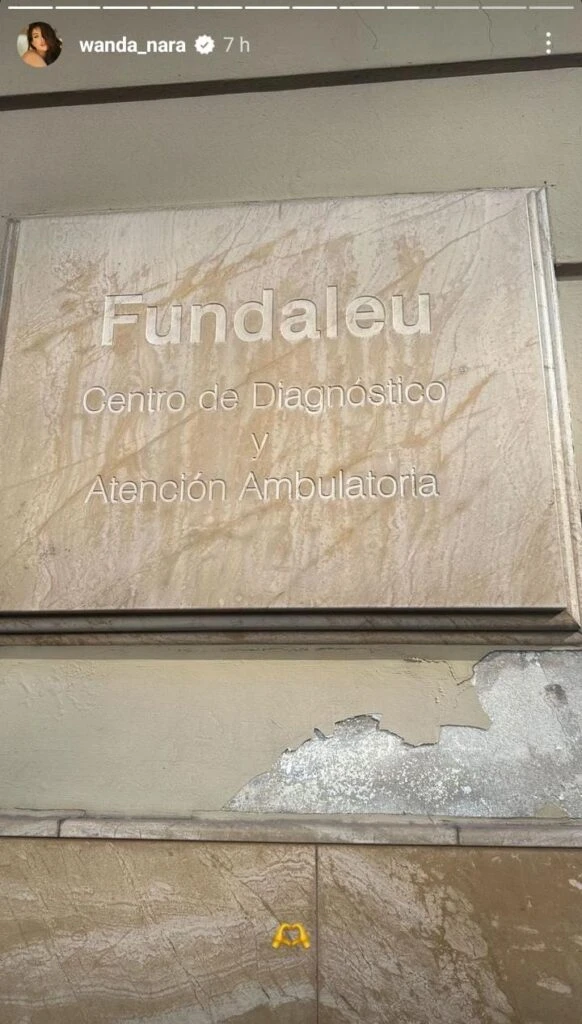 wanda_nara 7 h
Fundaleu
Centro de Diagnóstico
y
Atención Ambulatoria